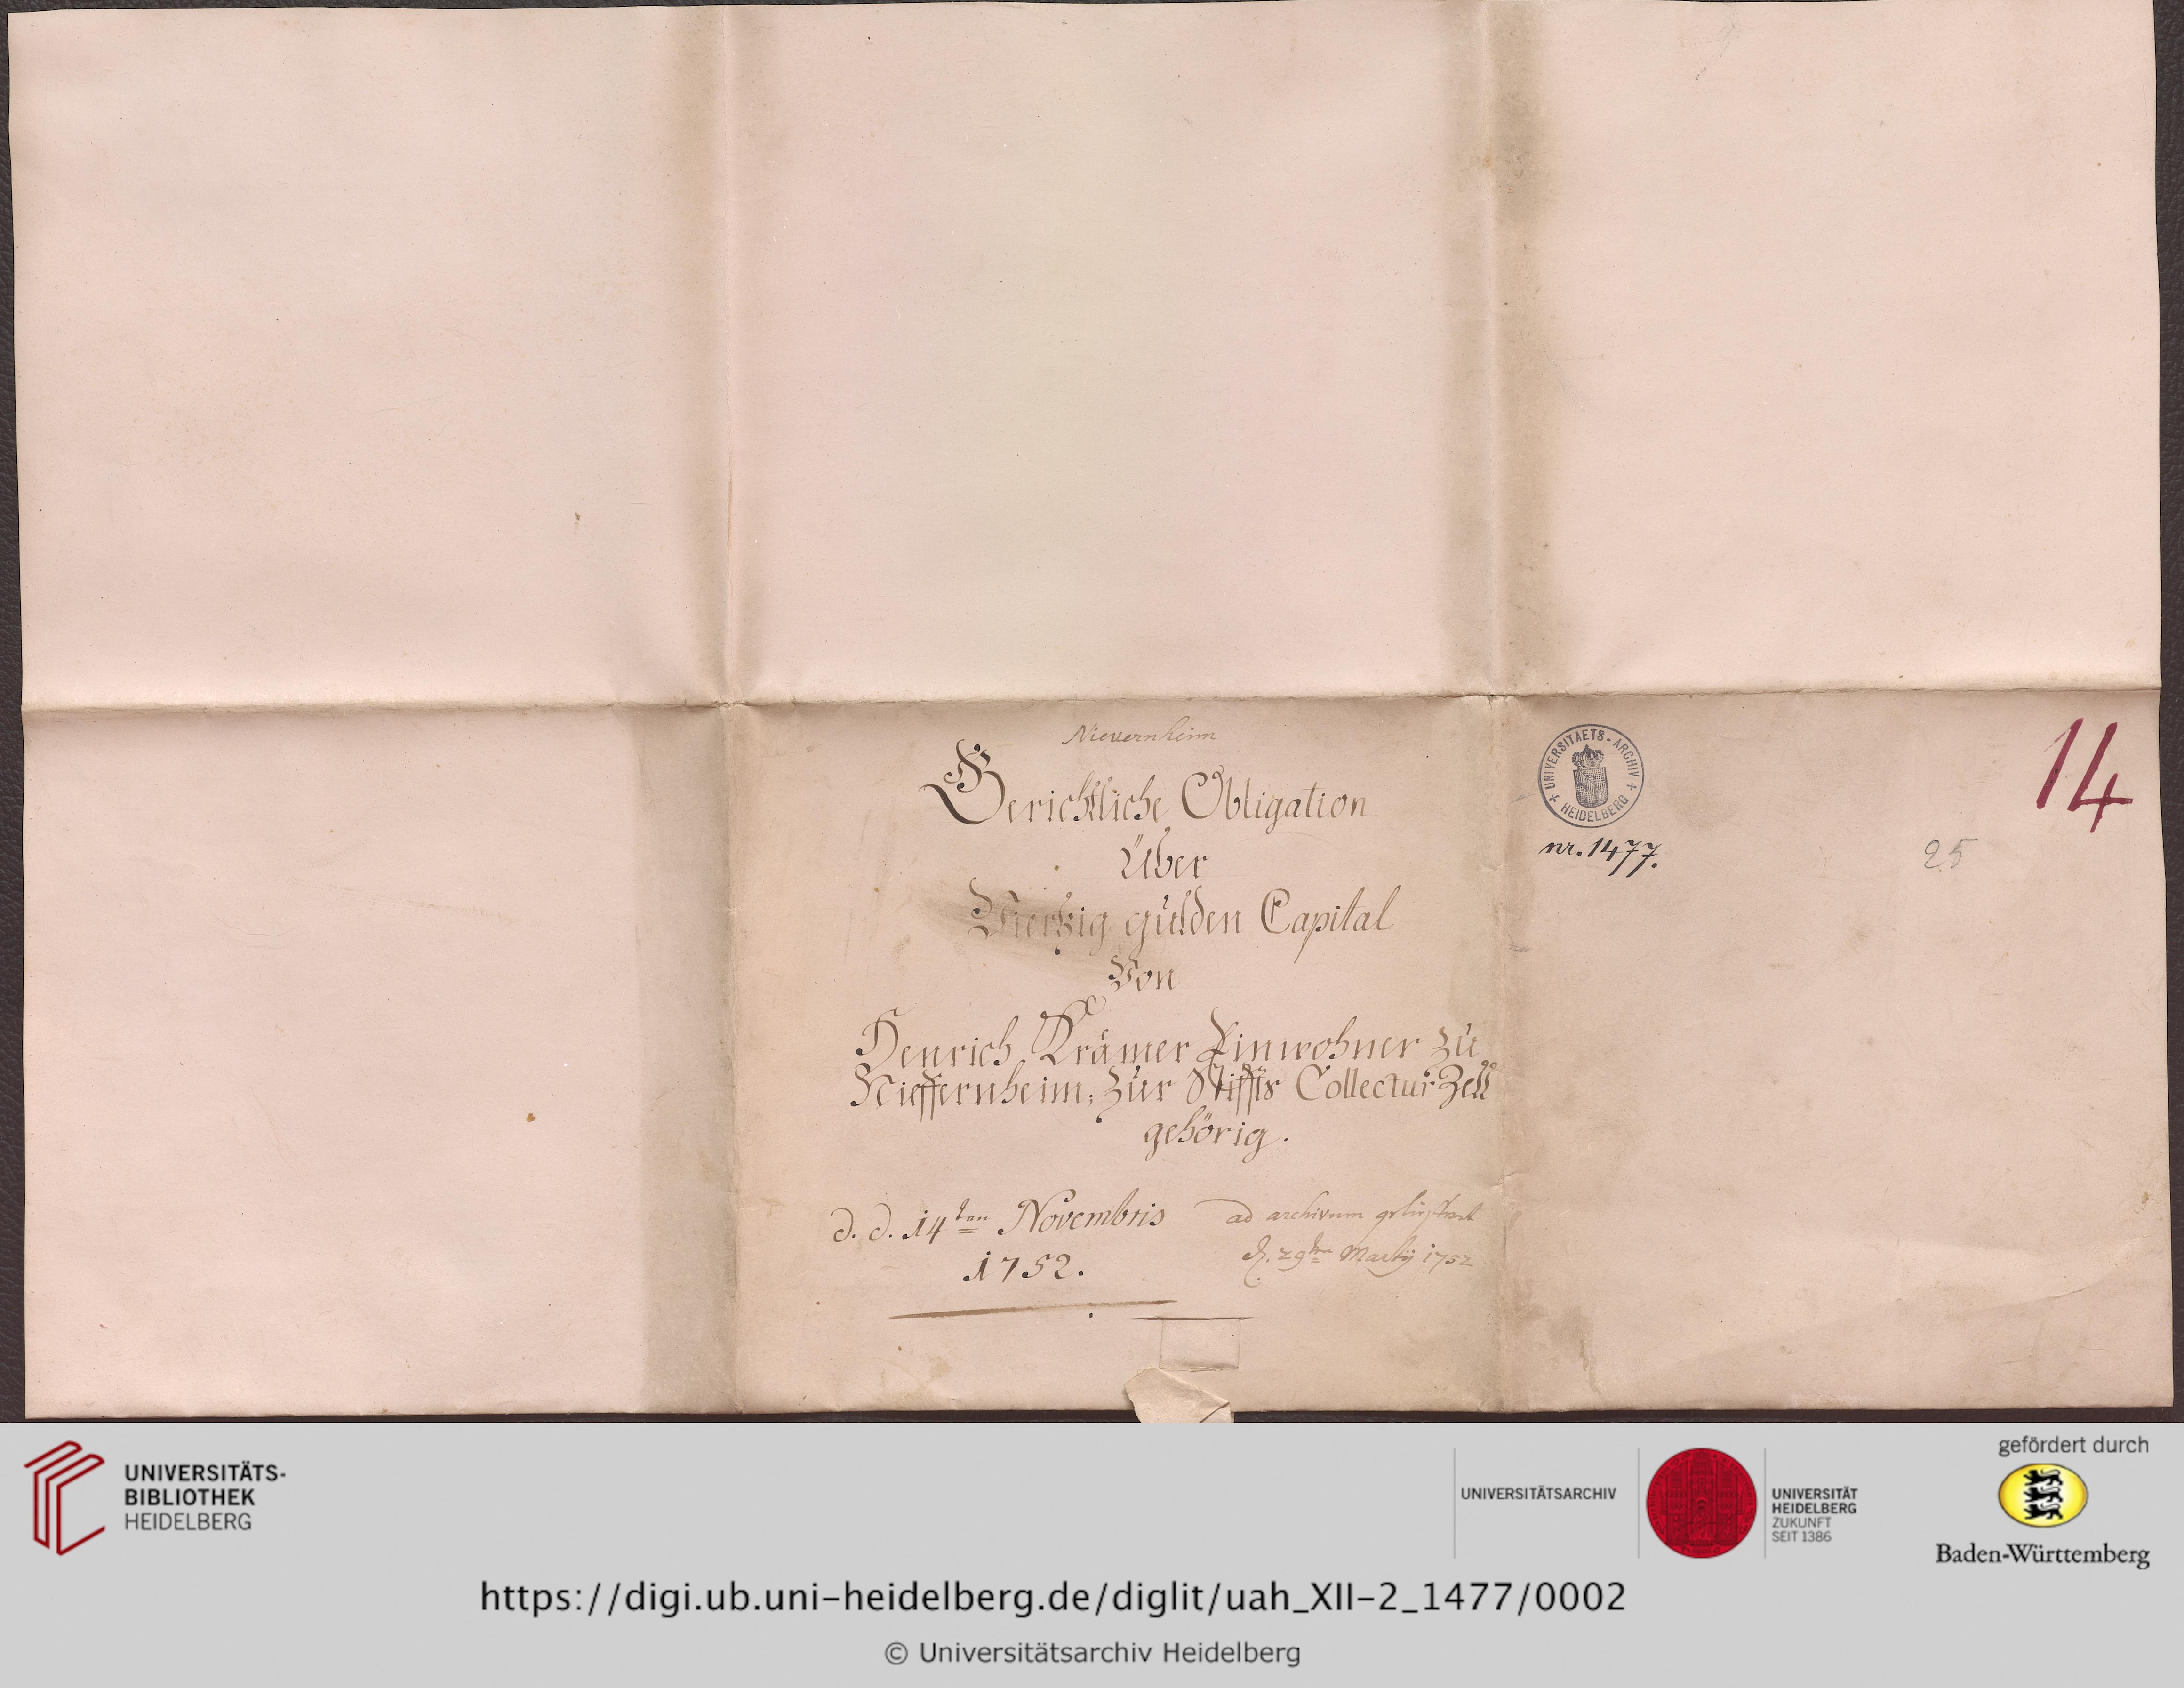 Nievernheim
Gerichtliche Obligation
Über
Viertzig gulden Capital
Von
Henrich Krämer Einwohner zu
Nieffernheim, zur Stiffts Collectur Zell
gehörig.
d. d. 14ten Novembris
1752.
ad archivum geliefert
d. 29ten Martij 1752
UNIVERSITAETS-ARCHIV
HEIDELBERG
nr. 1477.
14
25
UNIVERSITÄTS-
BIBLIOTHEK
HEIDELBERG
UNIVERSITÄTSARCHIV
UNIVERSITÄT
HEIDELBERG
ZUKUNFT
SEIT 1386
gefördert durch
Baden-Württemberg
https://digi.ub.uni-heidelberg.de/diglit/uah_XII-2_1477/0002
© Universitätsarchiv Heidelberg